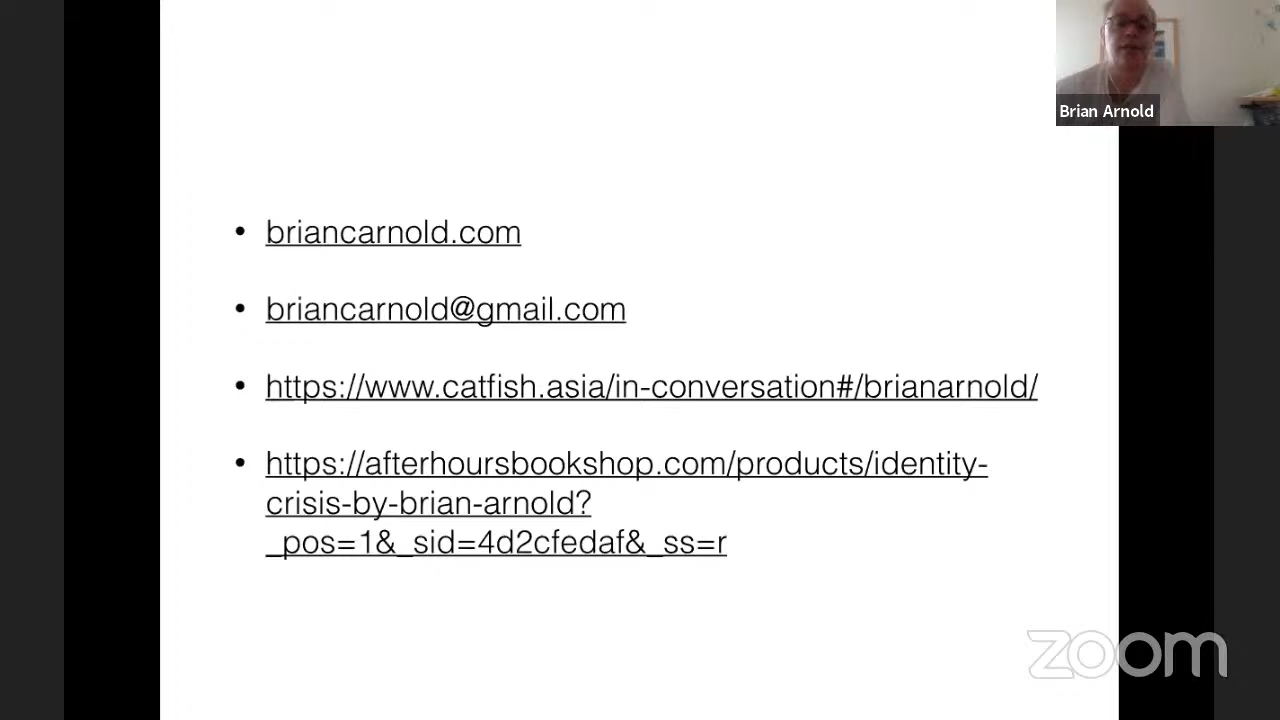 Brian Arnold
• briancarnold.com
• briancarnold@gmail.com
• https://www.catfish.asia/in-conversation#/brianarnold/
• https://afterhoursbookshop.com/products/identity-
crisis-by-brian-arnold?
_pos=1&_sid=4d2cfedaf&_ss=r
zoom